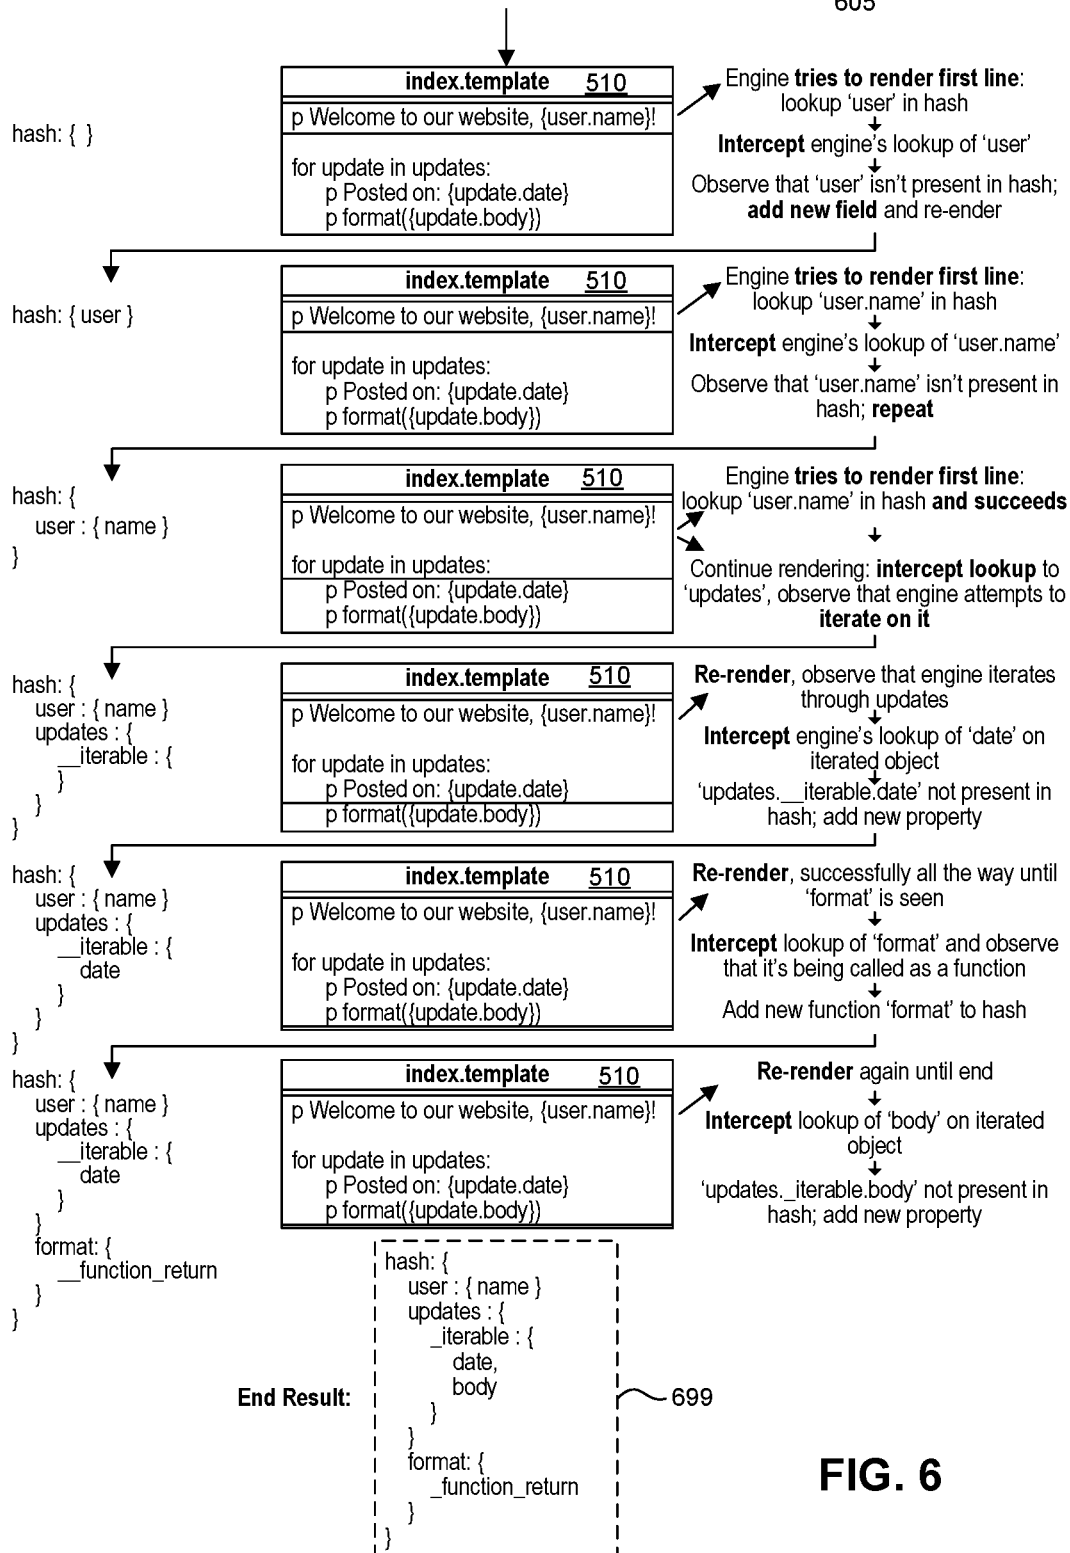 605
hash: { }
index.template 510
p Welcome to our website, {user.name}!
for update in updates:
p Posted on: {update.date}
p format({update.body})
Engine tries to render first line:
lookup ‘user’ in hash
Intercept engine’s lookup of ‘user’
Observe that ‘user’ isn’t present in hash;
add new field and re-ender
hash: { user }
index.template 510
p Welcome to our website, {user.name}!
for update in updates:
p Posted on: {update.date}
p format({update.body})
Engine tries to render first line:
lookup ‘user.name’ in hash
Intercept engine’s lookup of ‘user.name’
Observe that ‘user.name’ isn’t present in
hash; repeat
hash: {
user : { name }
}
index.template 510
p Welcome to our website, {user.name}!
for update in updates:
p Posted on: {update.date}
p format({update.body})
Engine tries to render first line:
lookup ‘user.name’ in hash and succeeds
Continue rendering: intercept lookup to
‘updates’, observe that engine attempts to
iterate on it
hash: {
user : { name }
updates : {
__iterable : {
}
}
}
index.template 510
p Welcome to our website, {user.name}!
for update in updates:
p Posted on: {update.date}
p format({update.body})
Re-render, observe that engine iterates
through updates
Intercept engine’s lookup of ‘date’ on
iterated object
‘updates.__iterable.date’ not present in
hash; add new property
hash: {
user : { name }
updates : {
__iterable : {
date
}
}
}
index.template 510
p Welcome to our website, {user.name}!
for update in updates:
p Posted on: {update.date}
p format({update.body})
Re-render, successfully all the way until
‘format’ is seen
Intercept lookup of ‘format’ and observe
that it’s being called as a function
Add new function ‘format’ to hash
hash: {
user : { name }
updates : {
__iterable : {
date
}
}
format: {
__function_return
}
}
index.template 510
p Welcome to our website, {user.name}!
for update in updates:
p Posted on: {update.date}
p format({update.body})
Re-render again until end
Intercept lookup of ‘body’ on iterated
object
‘updates._iterable.body’ not present in
hash; add new property
End Result:
hash: {
user : { name }
updates : {
_iterable : {
date,
body
}
}
format: {
_function_return
}
}
699
FIG. 6